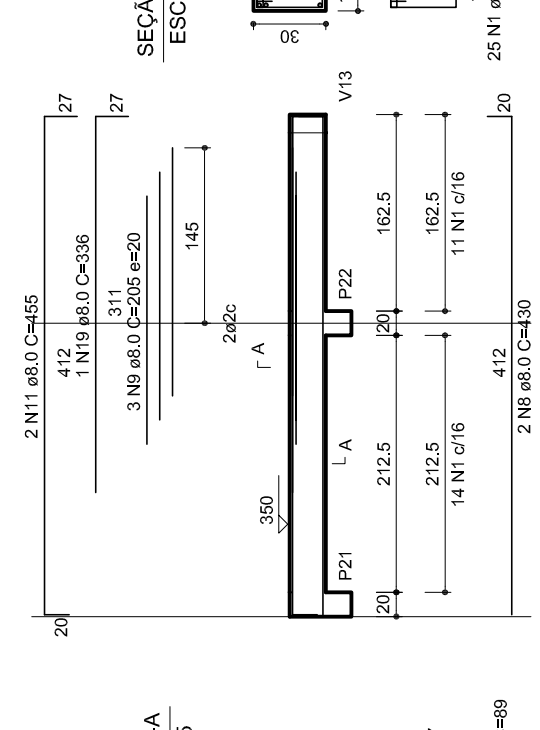 SEÇÃ
ESC
30
25 N1 ø
27
27
20
V13
2 N11 ø8.0 C=455
412
1 N19 ø8.0 C=336
311
3 N9 ø8.0 C=205 e=20
145
2ø2c
A
A
350
P22
P21
162.5
20
212.5
20
162.5
11 N1 c/16
212.5
14 N1 c/16
412
2 N8 ø8.0 C=430
20
-A
=89